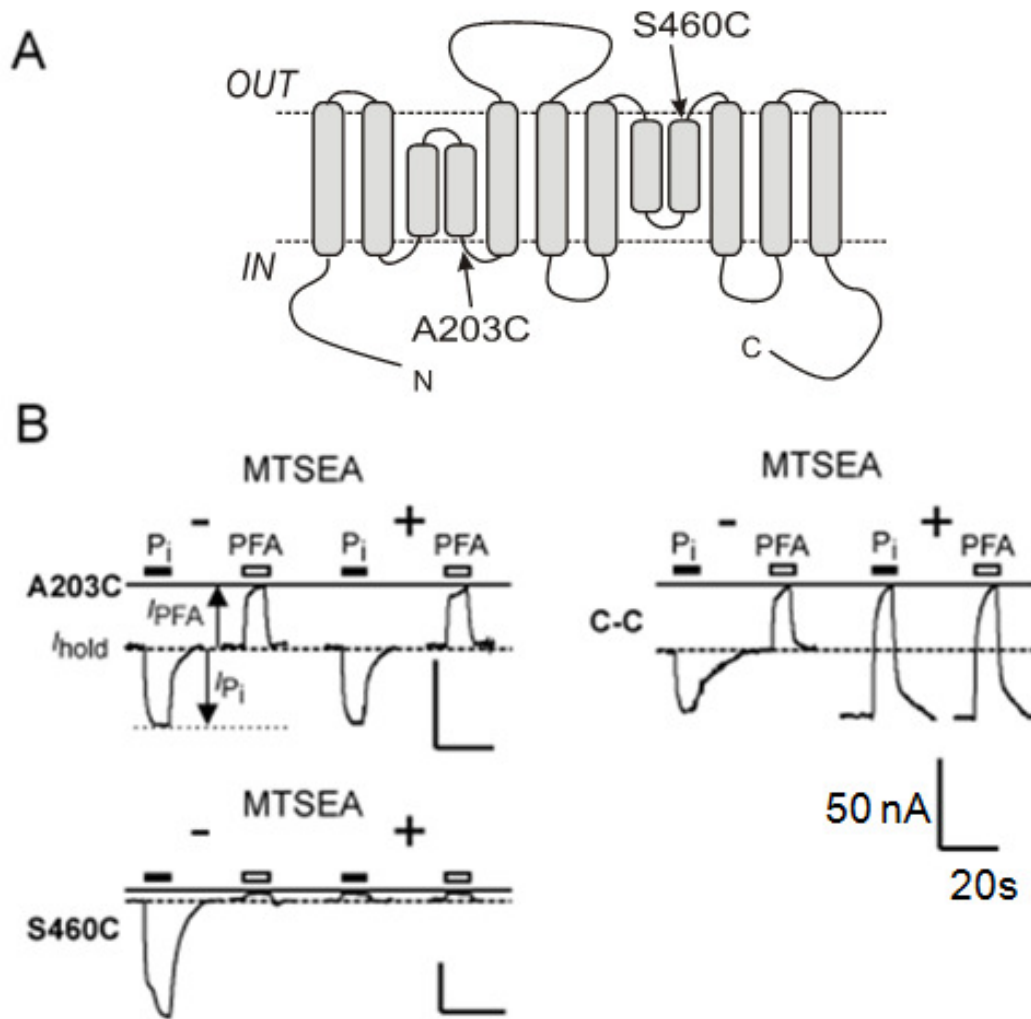 A
S460C
OUT
IN
A203C
N
C
B
MTSEA
- +
Pi PFA Pi PFA
A203C
IPFA
Ihold
IPi
MTSEA
- +
Pi PFA Pi PFA
C-C
50 nA
20s
MTSEA
- +
S460C